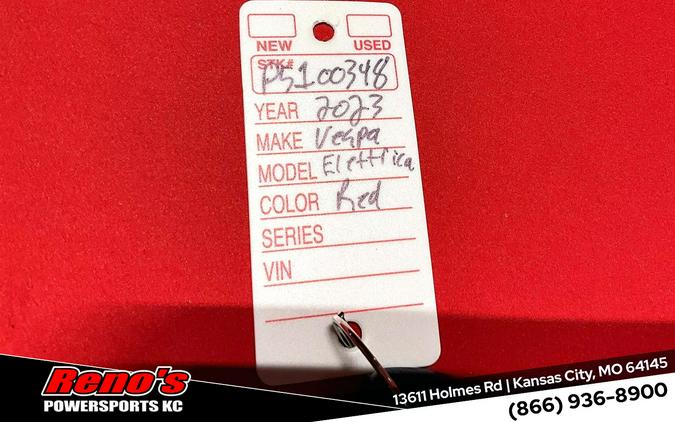 NEW USED
STK# P5100348
YEAR 2023
MAKE Vespa
MODEL Elettrica
COLOR Red
SERIES
VIN
Reno's
POWERSPORTS KC
13611 Holmes Rd | Kansas City, MO 64145
(866) 936-8900